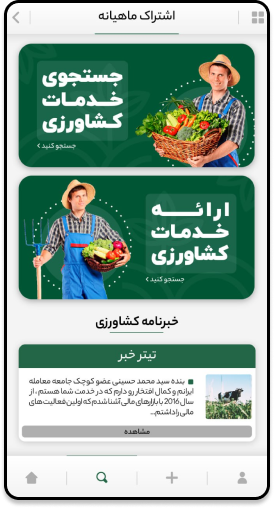 اشتراک ماهیانه
جستجوی
خدمات
کشاورزی
جستجو کنید
ارائه
خدمات
کشاورزی
جستجو کنید
خبرنامه کشاورزی
تیتر خبر
بنده سید محمد حسینی عضو کوچک جامعه معامله
ایرانم و کمال افتخار رو دارم که در خدمت شما هستم ، از
سال 2016 با بازارهای مالی آشنا شدم که اولین فعالیت های
مالی را داشتم...
مشاهده